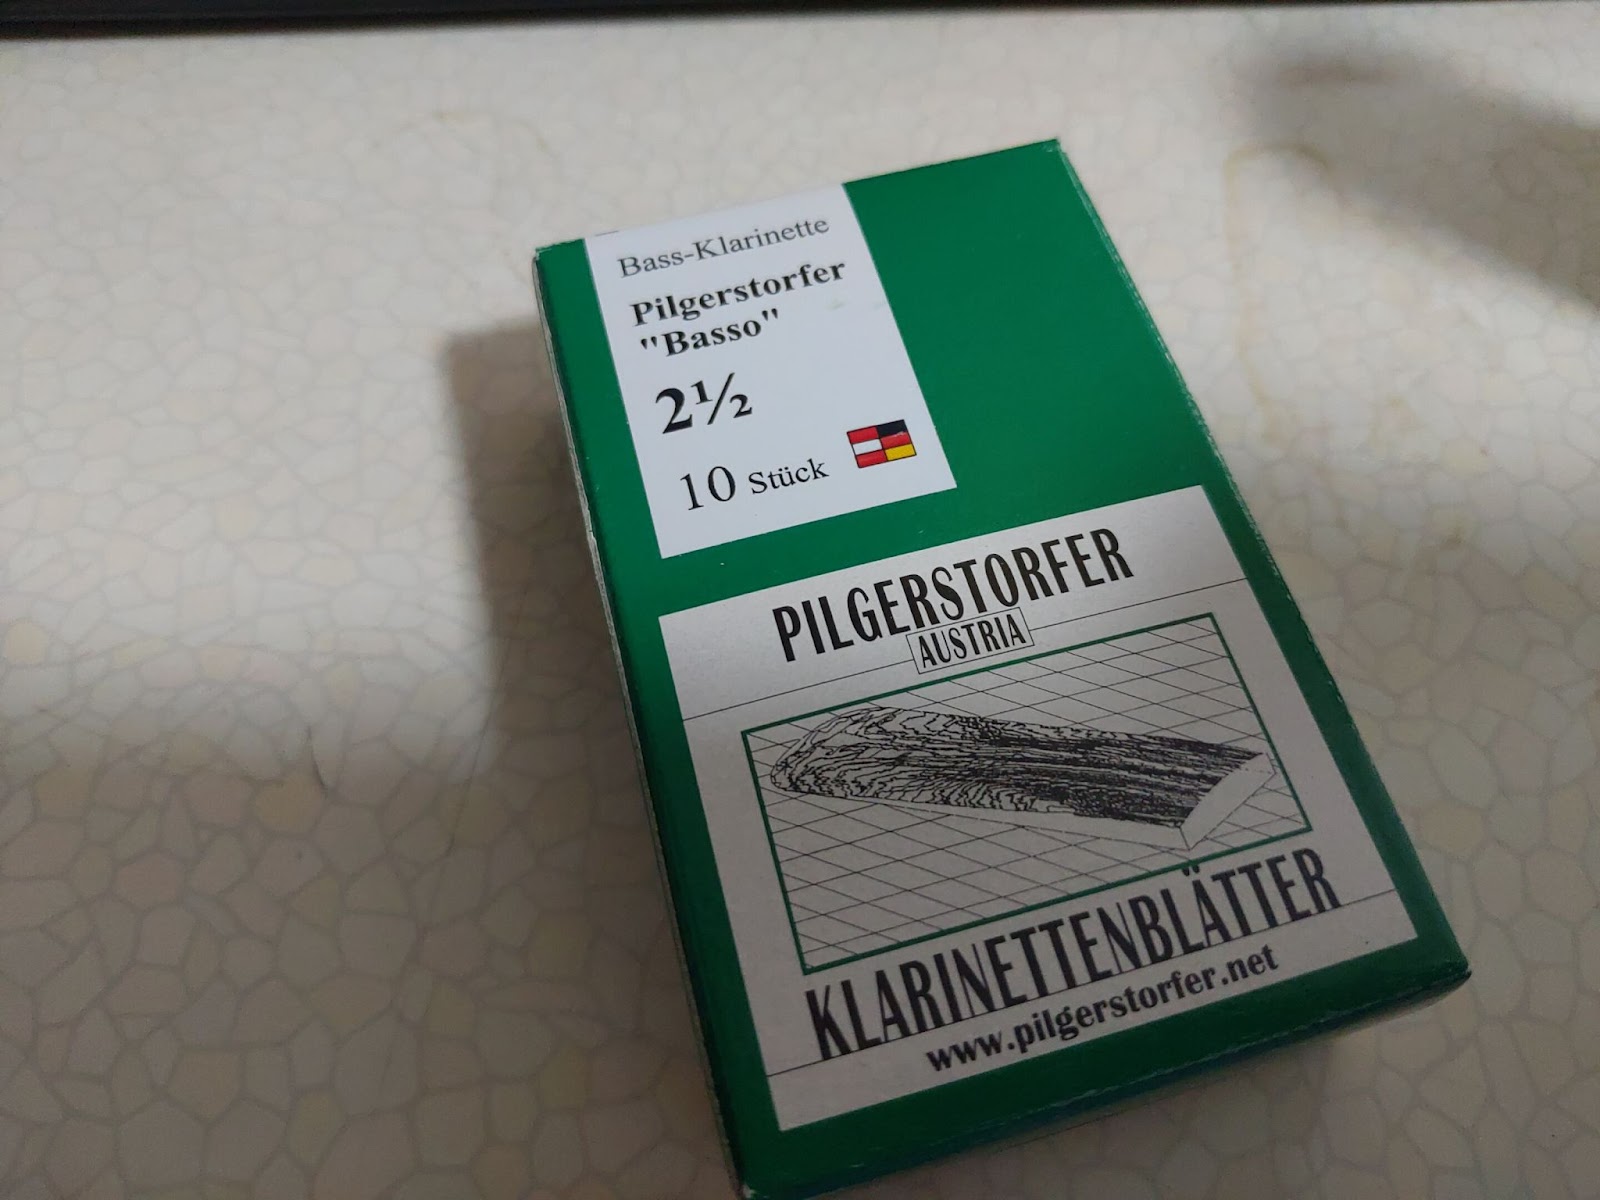 Bass-Klarinette
Pilgerstorfer
"Basso"
2½
10 Stück
PILGERSTORFER
AUSTRIA
KLARINETTENBLÄTTER
www.pilgerstorfer.net